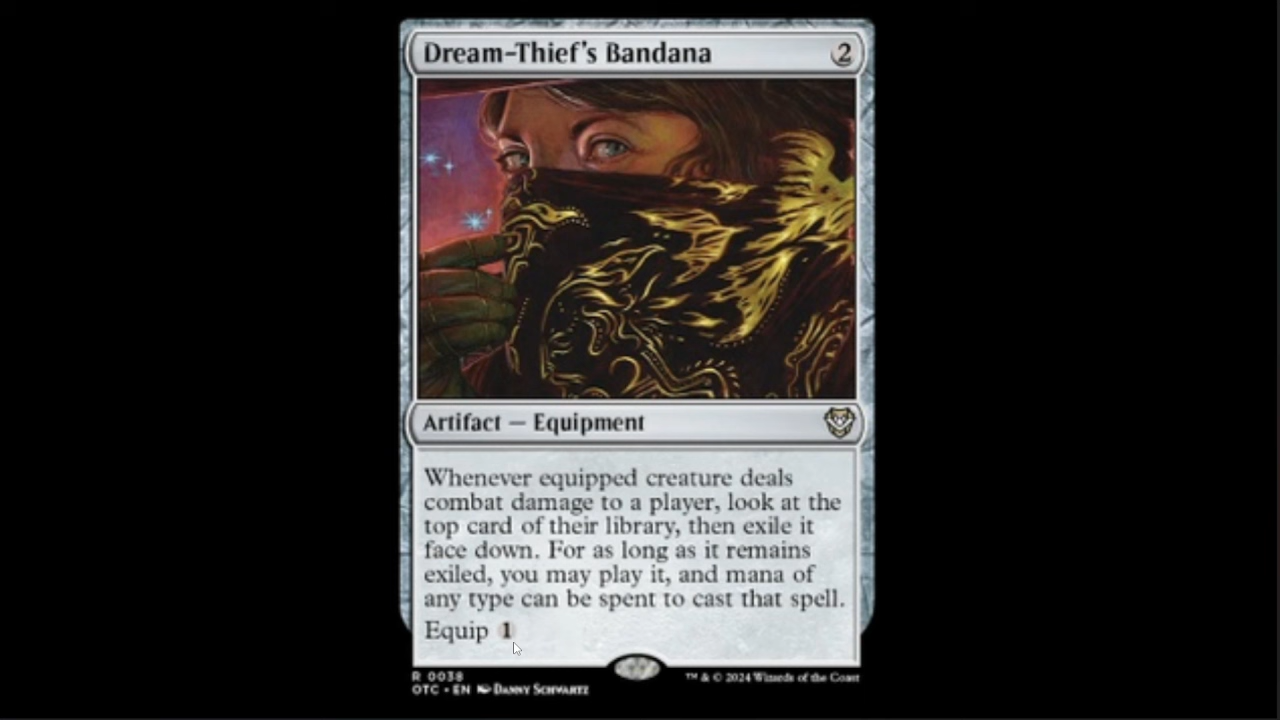 Dream-Thief's Bandana 2
Artifact — Equipment
Whenever equipped creature deals
combat damage to a player, look at the
top card of their library, then exile it
face down. For as long as it remains
exiled, you may play it, and mana of
any type can be spent to cast that spell.
Equip 1
R 0038
OTC • EN Danny Schwartz
™ & © 2024 Wizards of the Coast